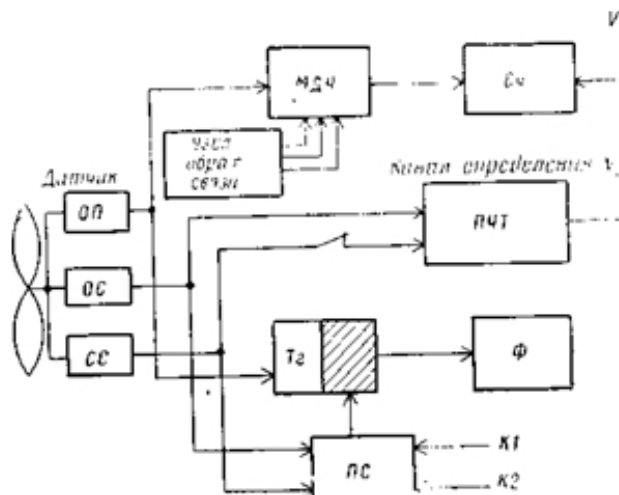 V
МДЧ
Сч
Узел
обрат
связи
Канал определения v
Датчик
ОП
ПЧТ
ОС
СС
Тг
Ф
ПС
К1
К2